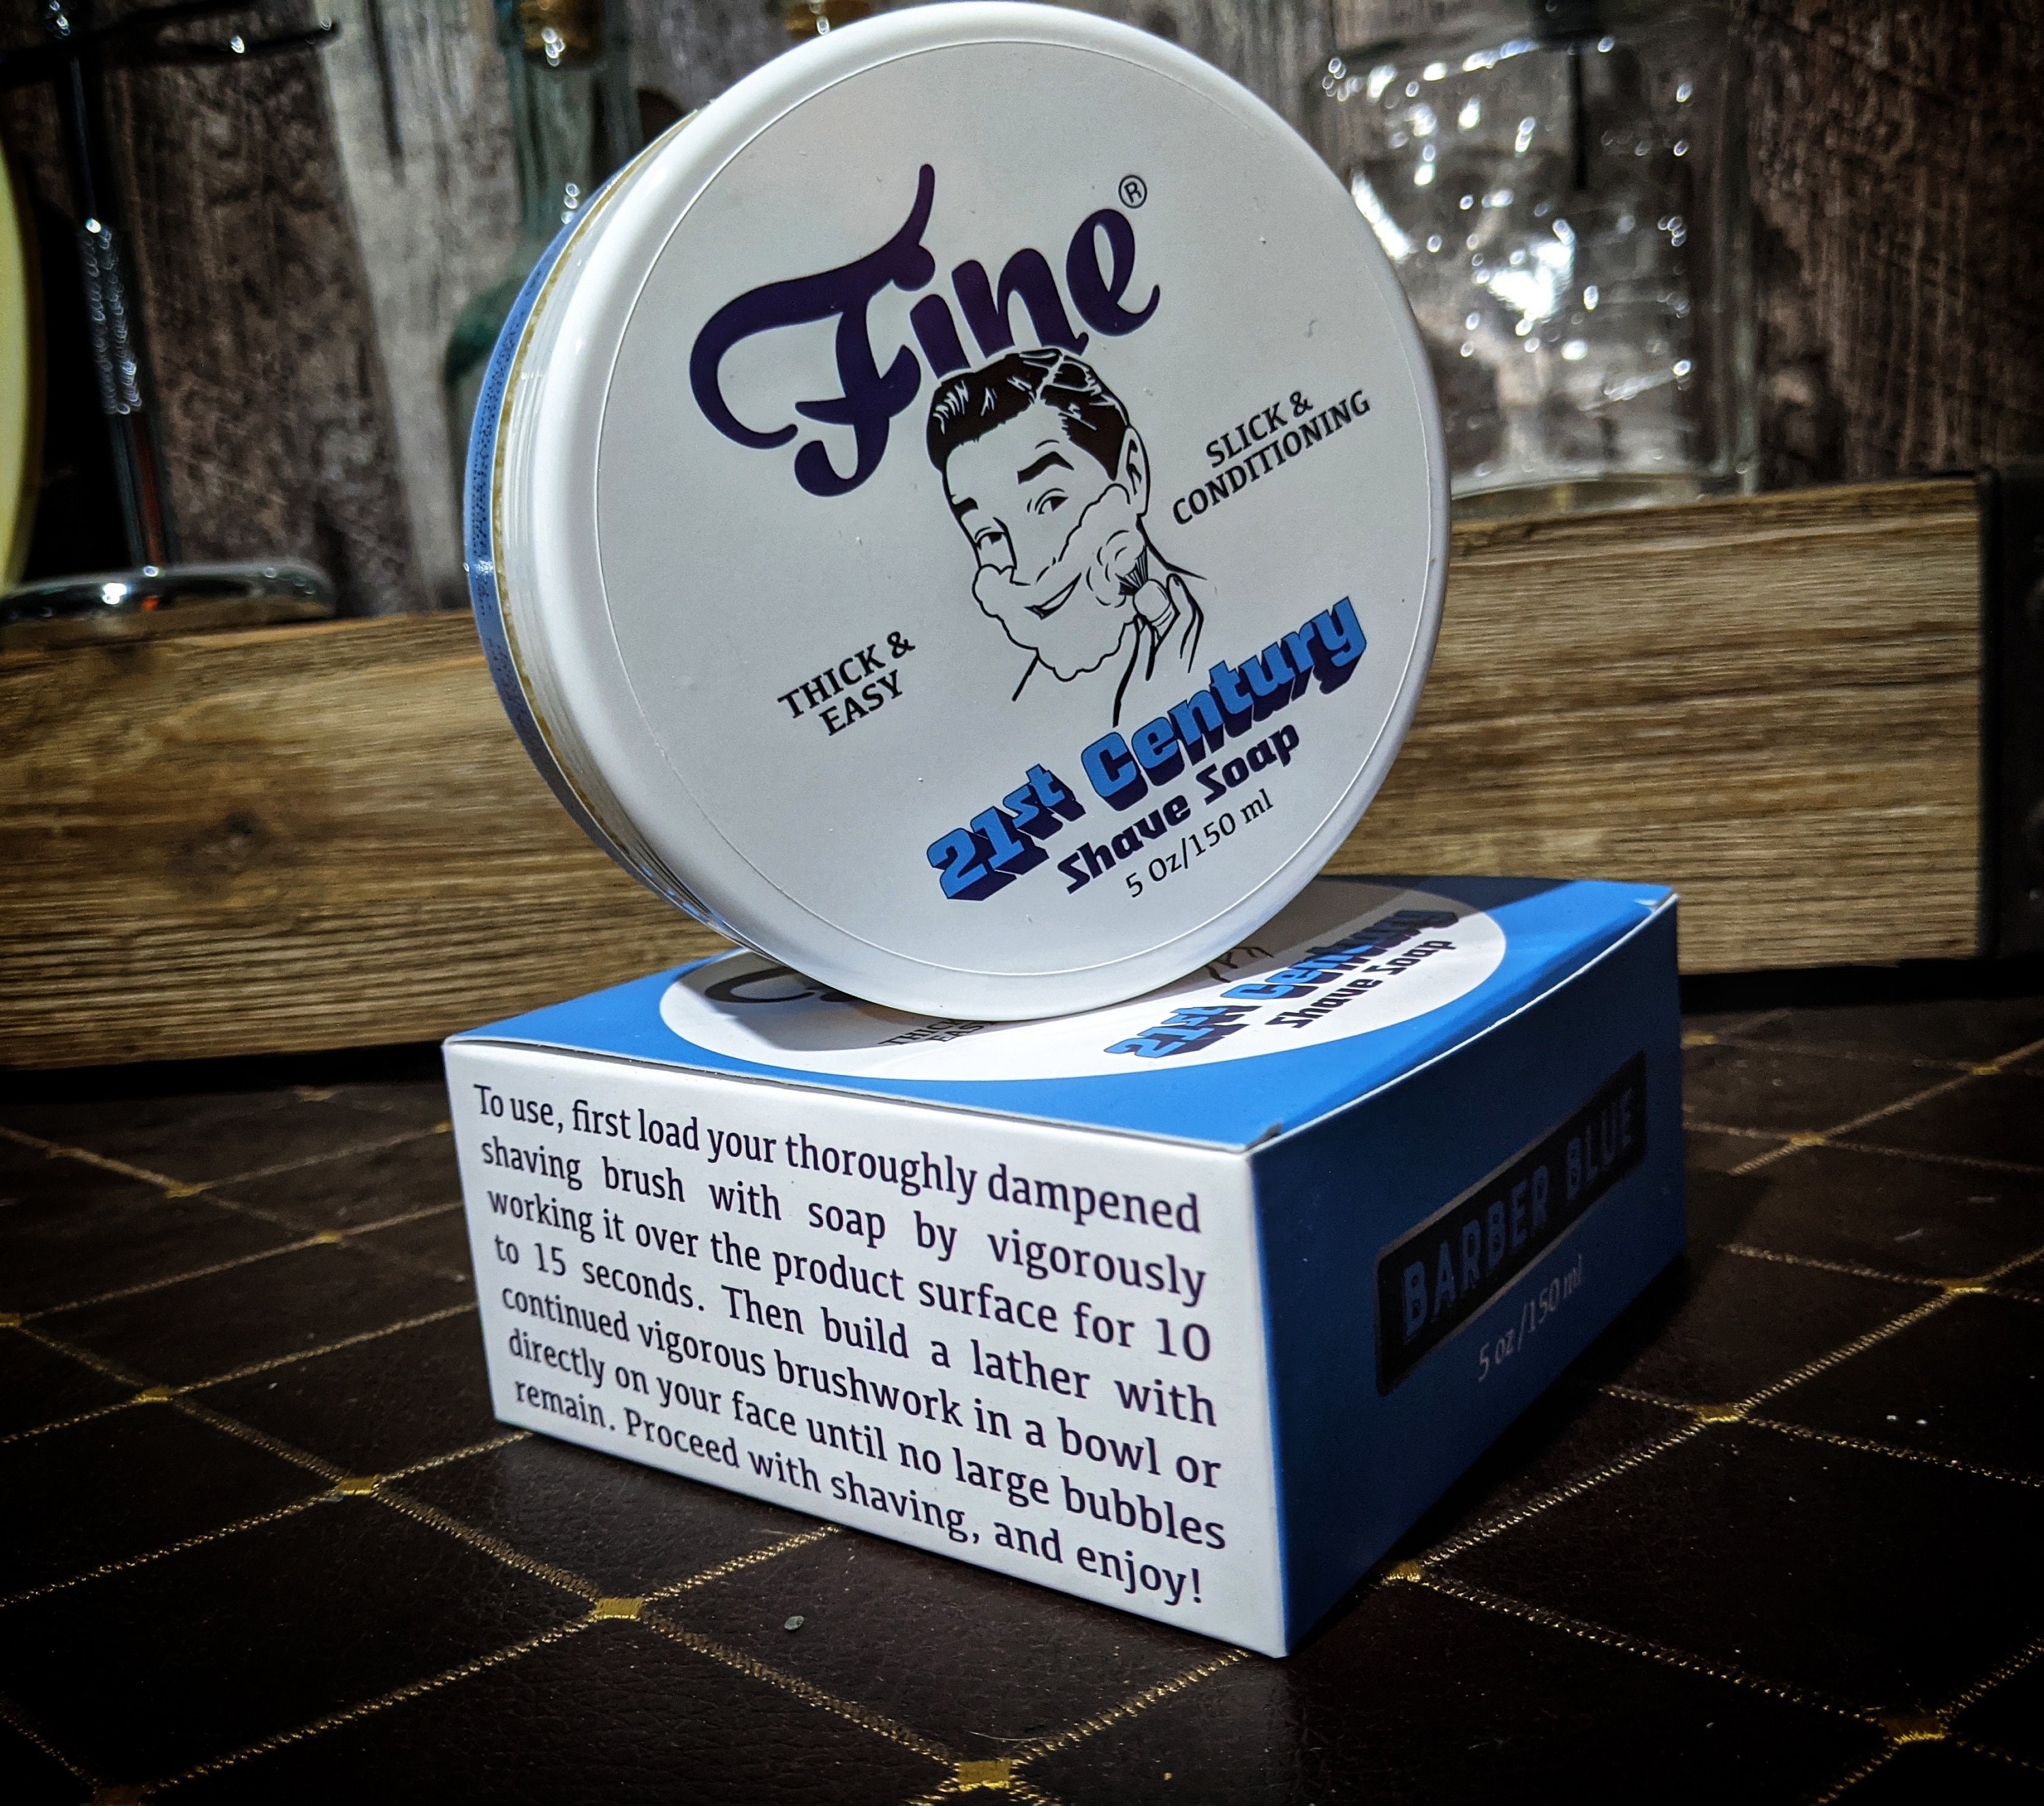 Fine®
SLICK &
CONDITIONING
THICK &
EASY
21st Century
Shave Soap
5 Oz/150 ml
THICK
EAS
21st Century
Shave Soap
To use, first load your thoroughly dampened
shaving brush with soap by vigorously
working it over the product surface for 10
to 15 seconds. Then build a lather with
continued vigorous brushwork in a bowl or
directly on your face until no large bubbles
remain. Proceed with shaving, and enjoy!
BARBER BLUE
5 oz/150 ml